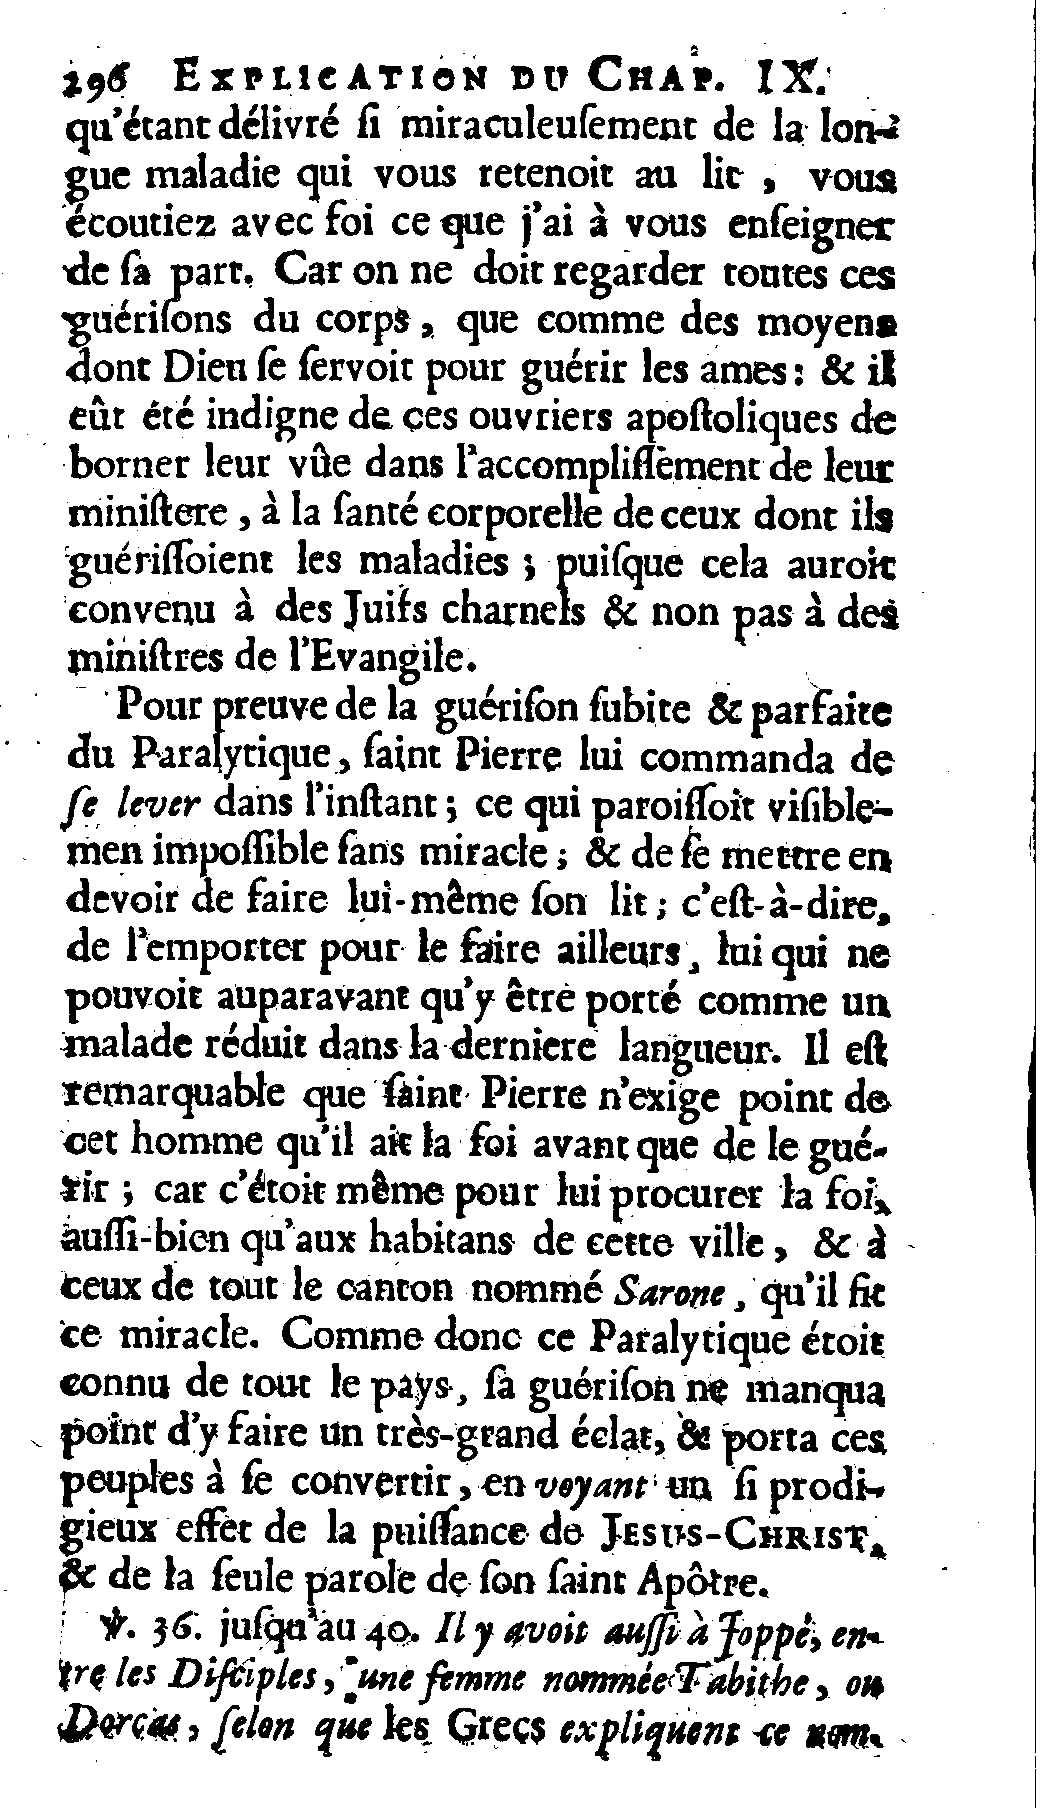 296 EXPLICATION DU CHAP. IX.
qu'étant délivré ſi miraculeuſement de la lon-
gue maladie qui vous retenoit au lit, vous
écoutiez avec foi ce que j'ai à vous enſeigner
de ſa part. Car on ne doit regarder toutes ces
guériſons du corps, que comme des moyens
dont Dieu ſe ſervoit pour guérir les ames: & il
eût été indigne de ces ouvriers apoſtoliques de
borner leur vûe dans l'accompliſſement de leur
miniſtere, à la ſanté corporelle de ceux dont ils
guériſſoient les maladies; puiſque cela auroit
convenu à des Juifs charnels & non pas à des
miniſtres de l'Evangile.
Pour preuve de la guériſon ſubite & parfaite
du Paralytique, ſaint Pierre lui commanda de
ſe lever dans l'inſtant; ce qui paroiſſoit viſible-
men impoſſible ſans miracle; & de ſe mettre en
devoir de faire lui-même ſon lit; c'eſt-à-dire,
de l'emporter pour le faire ailleurs, lui qui ne
pouvoit auparavant qu'y être porté comme un
malade réduit dans la derniere langueur. Il eſt
remarquable que ſaint Pierre n'exige point de
cet homme qu'il ait la foi avant que de le gué-
rir; car c'étoit même pour lui procurer la foi,
auſſi-bien qu'aux habitans de cette ville, & à
ceux de tout le canton nommé Sarone, qu'il fit
ce miracle. Comme donc ce Paralytique étoit
connu de tout le pays, ſa guériſon ne manqua
point d'y faire un très-grand éclat, & porta ces
peuples à ſe convertir, en voyant un ſi prodi-
gieux effet de la puiſſance de JESUS-CHRIST,
& de la ſeule parole de ſon ſaint Apôtre.
℣. 36. juſqu'au 40. Il y avoit auſſi à Joppé, en-
tre les Diſciples, une femme nommée Tabithe, ou
Dorcas, ſelon que les Grecs expliquent ce nom.